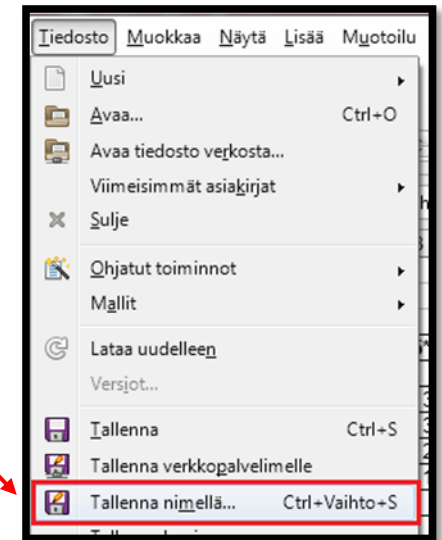 Tiedosto Muokkaa Näytä Lisää Muotoilu
Uusi
Avaa... Ctrl+O
Avaa tiedosto verkosta...
Viimeisimmät asiakirjat
Sulje
Ohjatut toiminnot
Mallit
Lataa uudelleen
Versiot...
Tallenna Ctrl+S
Tallenna verkkopalvelimelle
Tallenna nimellä... Ctrl+Vaihto+S